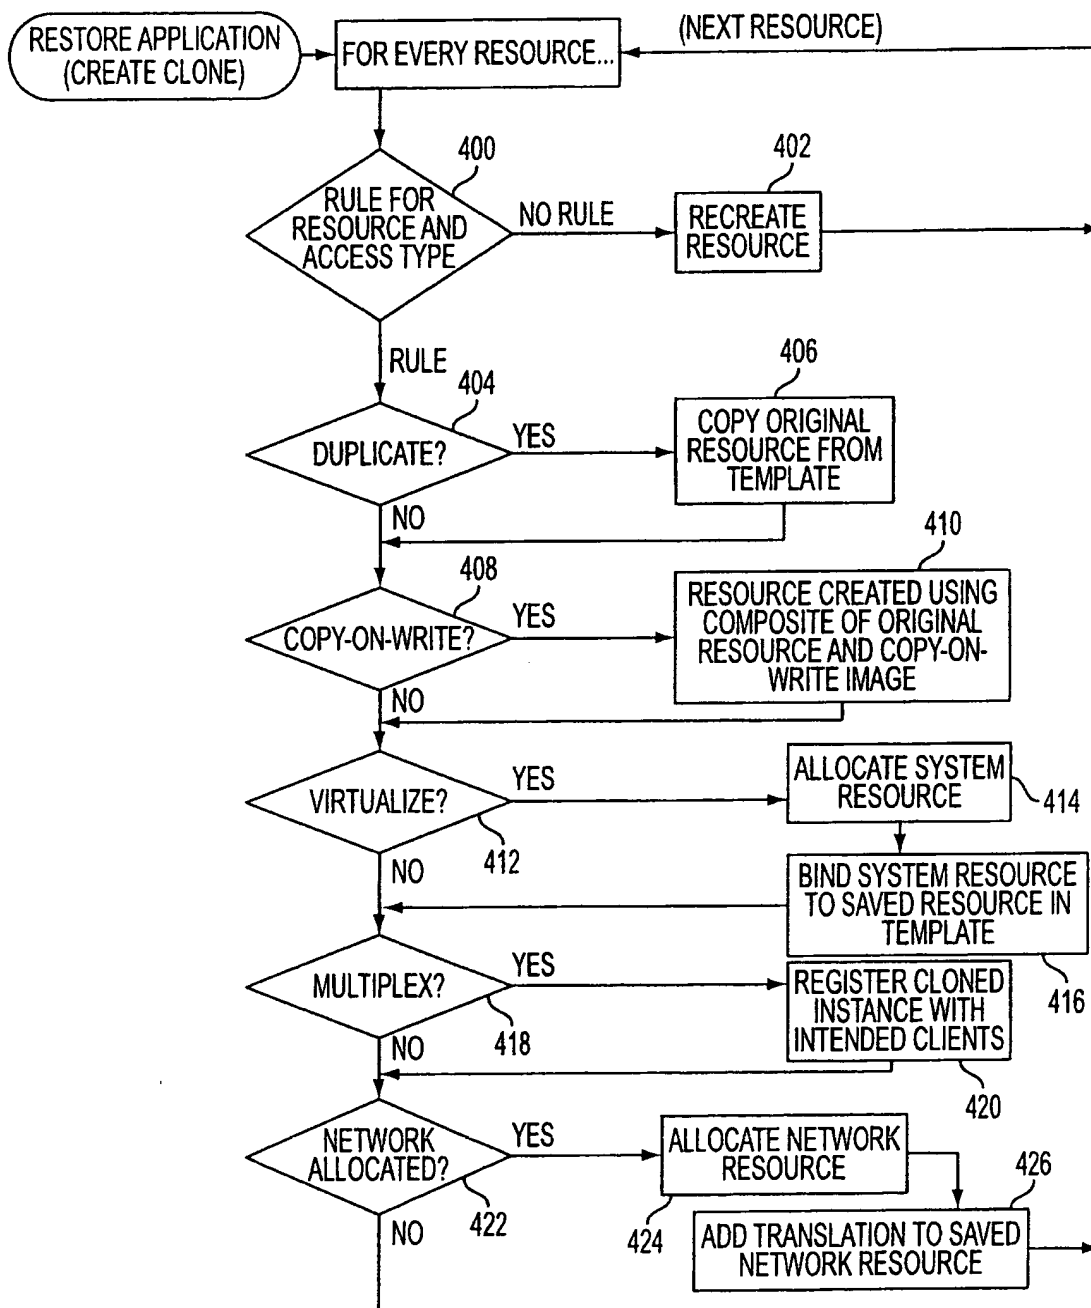 RESTORE APPLICATION
(CREATE CLONE)
FOR EVERY RESOURCE...
(NEXT RESOURCE)
400
RULE FOR
RESOURCE AND
ACCESS TYPE
NO RULE
402
RECREATE
RESOURCE
RULE
404
DUPLICATE?
YES
406
COPY ORIGINAL
RESOURCE FROM
TEMPLATE
NO
408
COPY-ON-WRITE?
YES
410
RESOURCE CREATED USING
COMPOSITE OF ORIGINAL
RESOURCE AND COPY-ON-
WRITE IMAGE
NO
VIRTUALIZE?
412
YES
ALLOCATE SYSTEM
RESOURCE
414
NO
BIND SYSTEM RESOURCE
TO SAVED RESOURCE IN
TEMPLATE
416
MULTIPLEX?
418
YES
REGISTER CLONED
INSTANCE WITH
INTENDED CLIENTS
420
NO
NETWORK
ALLOCATED?
422
YES
ALLOCATE NETWORK
RESOURCE
424
426
ADD TRANSLATION TO SAVED
NETWORK RESOURCE
NO